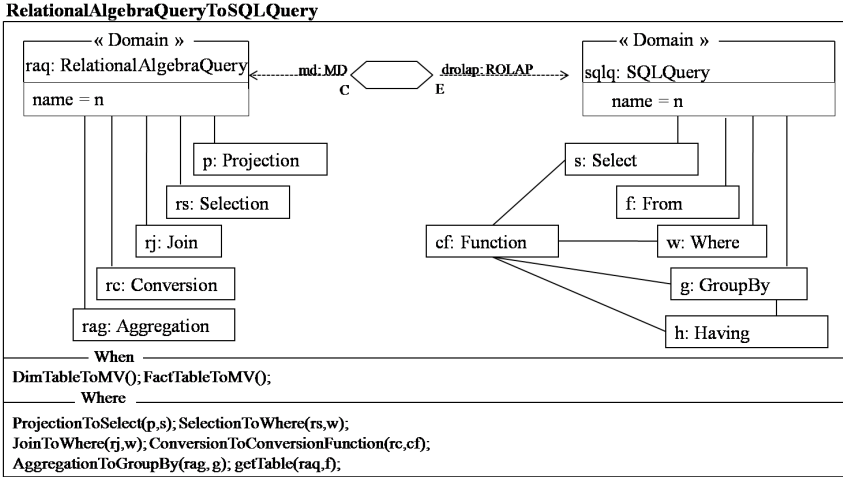 RelationalAlgebraQueryToSQLQuery
« Domain »
raq: RelationalAlgebraQuery
name = n
md: MD
C
drolap: ROLAP
E
« Domain »
sqlq: SQLQuery
name = n
p: Projection
rs: Selection
rj: Join
rc: Conversion
rag: Aggregation
s: Select
f: From
cf: Function
w: Where
g: GroupBy
h: Having
When
DimTableToMV(); FactTableToMV();
Where
ProjectionToSelect(p,s); SelectionToWhere(rs,w);
JoinToWhere(rj,w); ConversionToConversionFunction(rc,cf);
AggregationToGroupBy(rag, g); getTable(raq,f);